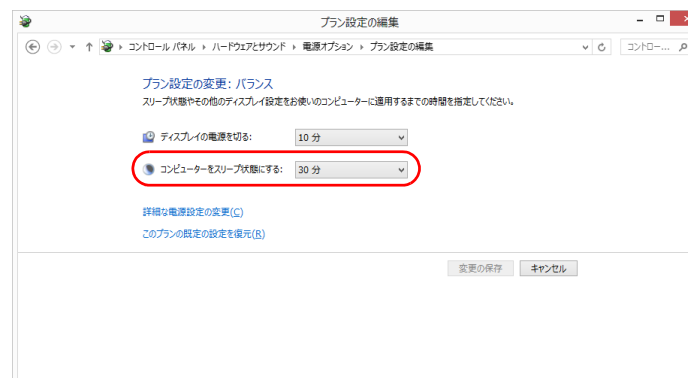 プラン設定の編集
コントロール パネル ハードウェアとサウンド 電源オプション プラン設定の編集 コントロー...
プラン設定の変更: バランス
スリープ状態やその他のディスプレイ設定をお使いのコンピューターに適用するまでの時間を指定してください。
ディスプレイの電源を切る: 10 分
コンピューターをスリープ状態にする: 30 分
詳細な電源設定の変更(C)
このプランの既定の設定を復元(R)
変更の保存 キャンセル